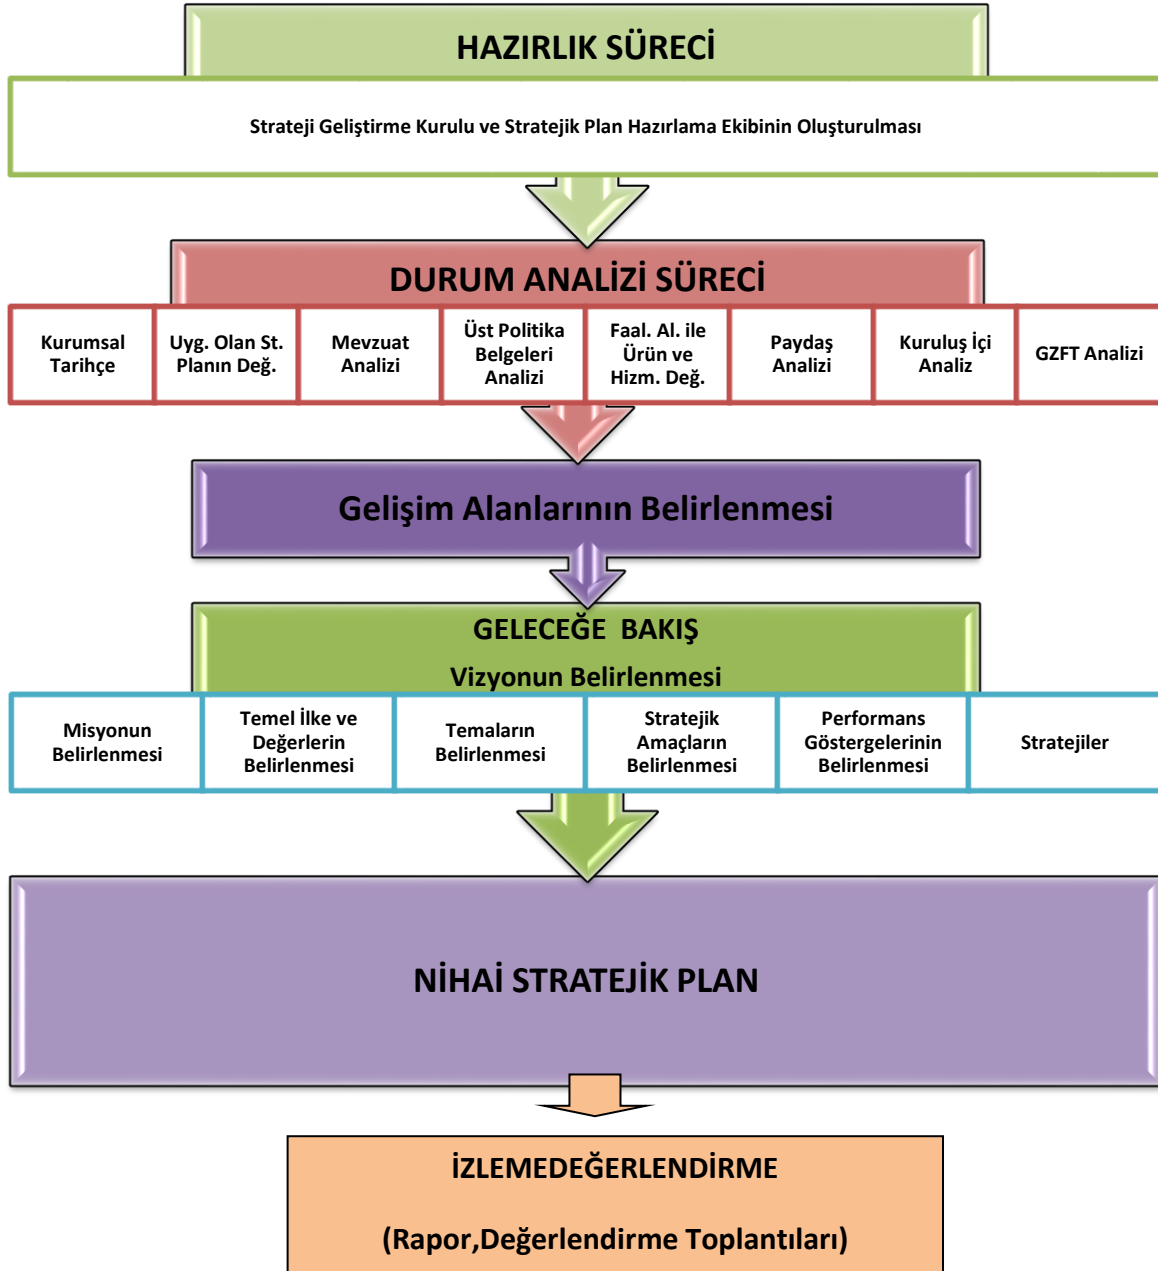 HAZIRLIK SÜRECİ
Strateji Geliştirme Kurulu ve Stratejik Plan Hazırlama Ekibinin Oluşturulması
DURUM ANALİZİ SÜRECİ
Kurumsal
Tarihçe
Uyg. Olan St.
Planın Değ.
Mevzuat
Analizi
Üst Politika
Belgeleri
Analizi
Faal. Al. ile
Ürün ve
Hizm. Değ.
Paydaş
Analizi
Kuruluş İçi
Analiz
GZFT Analizi
Gelişim Alanlarının Belirlenmesi
GELECEĞE BAKIŞ
Vizyonun Belirlenmesi
Misyonun
Belirlenmesi
Temel İlke ve
Değerlerin
Belirlenmesi
Temaların
Belirlenmesi
Stratejik
Amaçların
Belirlenmesi
Performans
Göstergelerinin
Belirlenmesi
Stratejiler
NİHAİ STRATEJİK PLAN
İZLEMEDEĞERLENDİRME
(Rapor,Değerlendirme Toplantıları)